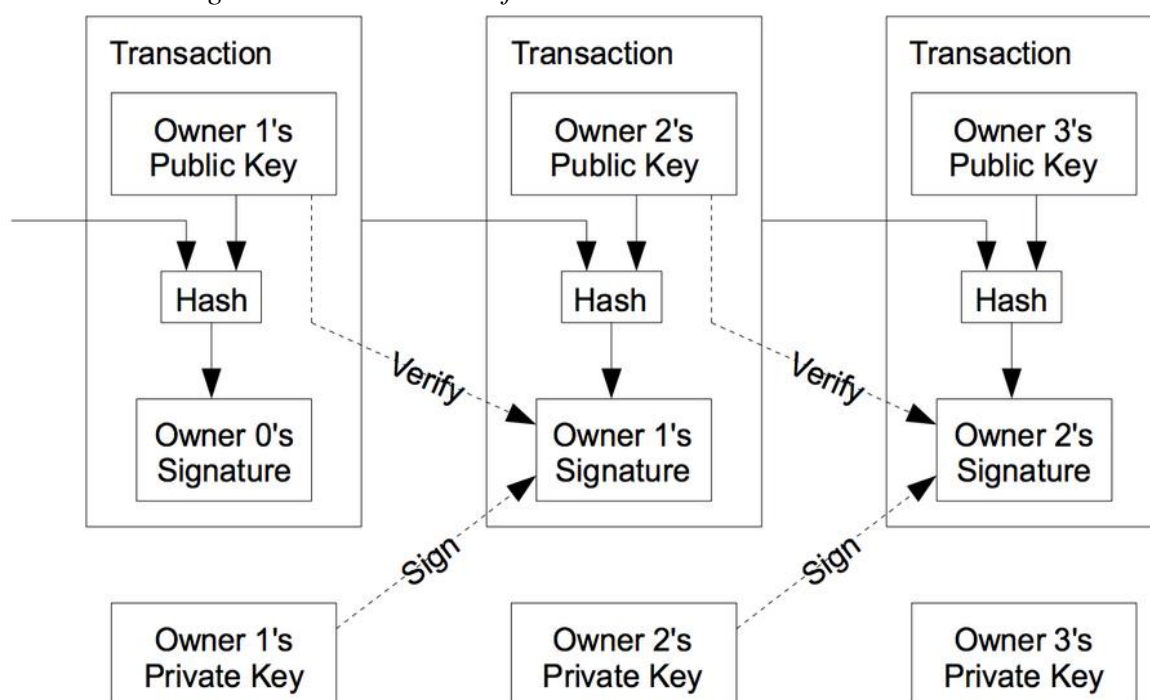 Transaction
Transaction
Transaction
Owner 1's
Public Key
Owner 2's
Public Key
Owner 3's
Public Key
Hash
Hash
Hash
Verify
Verify
Owner 0's
Signature
Owner 1's
Signature
Owner 2's
Signature
Sign
Sign
Owner 1's
Private Key
Owner 2's
Private Key
Owner 3's
Private Key